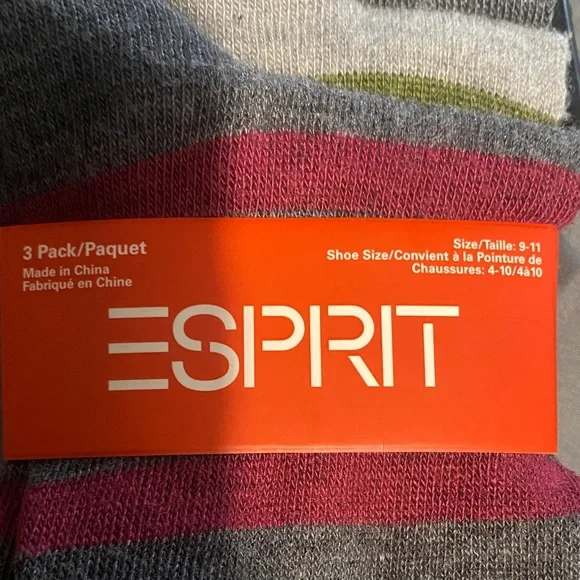 3 Pack/Paquet
Made in China
Fabriqué en Chine
Size/Taille: 9-11
Shoe Size/Convient à la Pointure de
Chaussures: 4-10/4à10
ESPRIT